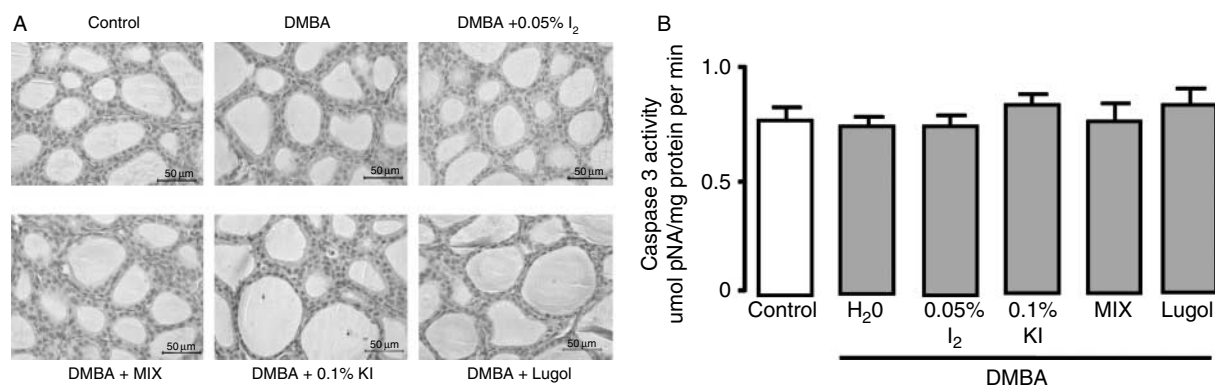 A
Control
DMBA
DMBA +0.05% I₂
50 µm
50 µm
50 µm
50 µm
50 µm
50 µm
DMBA + MIX
DMBA + 0.1% KI
DMBA + Lugol
B
Caspase 3 activity
umol pNA/mg protein per min
1.0
0.5
0
Control
H₂0
0.05%
I₂
0.1%
KI
MIX
Lugol
DMBA